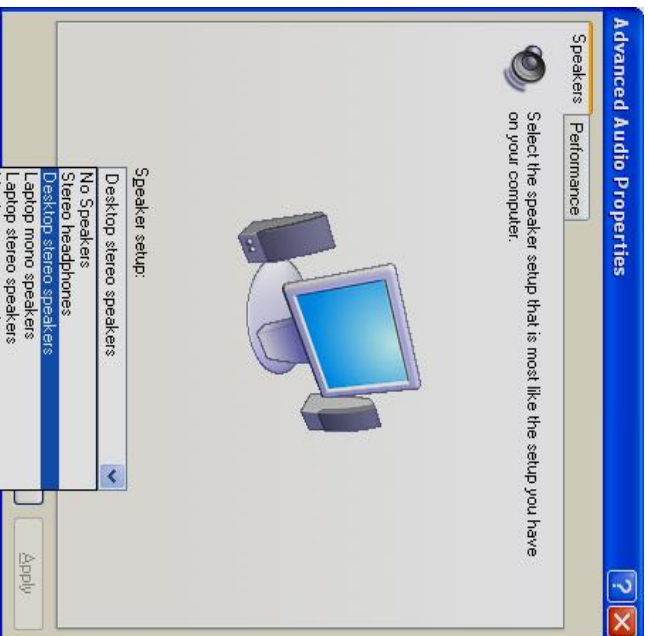 Advanced Audio Properties
Speakers
Performance
Select the speaker setup that is most like the setup you have
on your computer.
Speaker setup:
Desktop stereo speakers
No Speakers
Stereo headphones
Desktop stereo speakers
Laptop mono speakers
Laptop stereo speakers
Apply